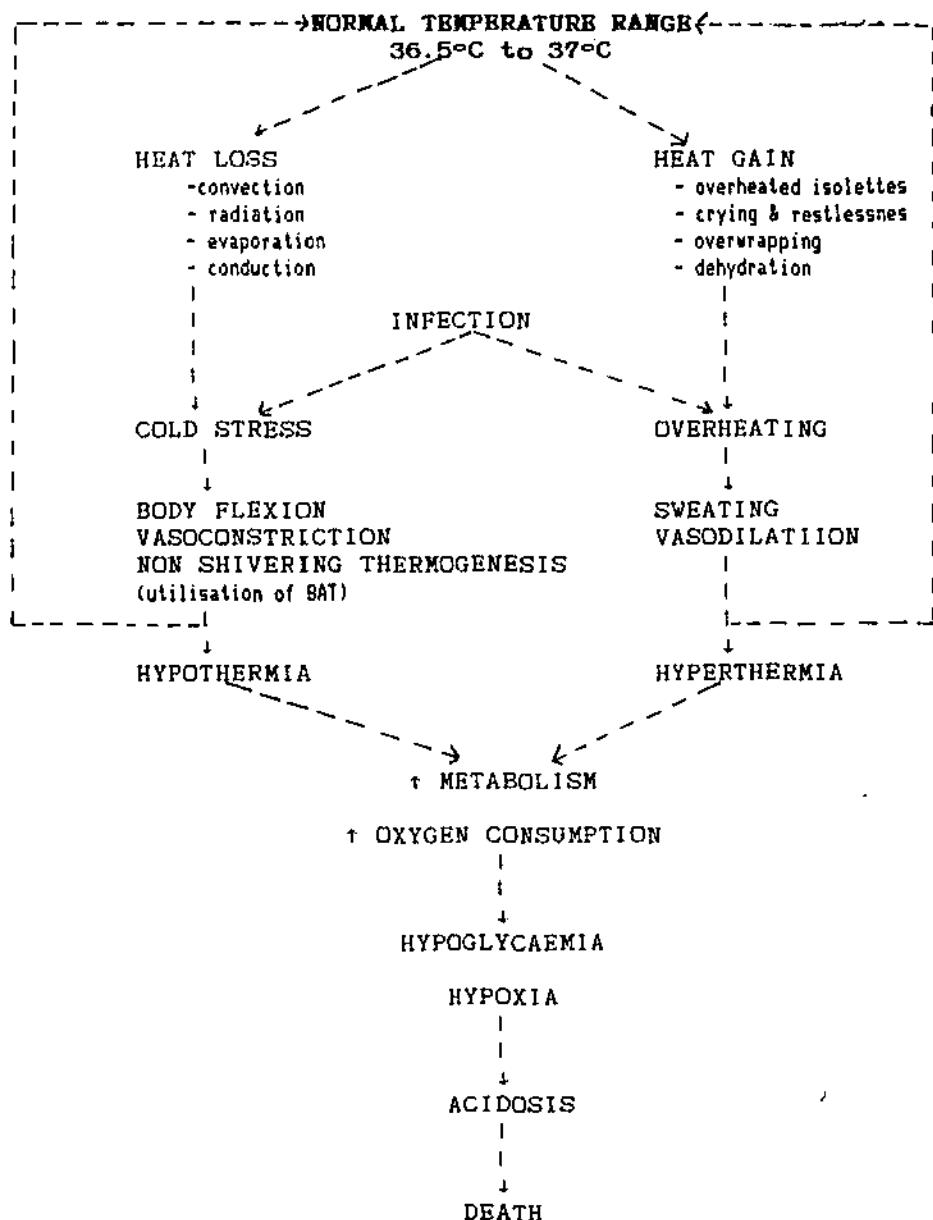 NORMAL TEMPERATURE RANGE
36.5°C to 37°C
HEAT LOSS
-convection
- radiation
- evaporation
- conduction
HEAT GAIN
- overheated isolettes
- crying & restlessnes
- overwrapping
- dehydration
INFECTION
COLD STRESS
OVERHEATING
BODY FLEXION
VASOCONSTRICTION
NON SHIVERING THERMOGENESIS
(utilisation of BAT)
SWEATING
VASODILATIION
HYPOTHERMIA
HYPERTHERMIA
↑ METABOLISM
↑ OXYGEN CONSUMPTION
HYPOGLYCAEMIA
HYPOXIA
ACIDOSIS
DEATH